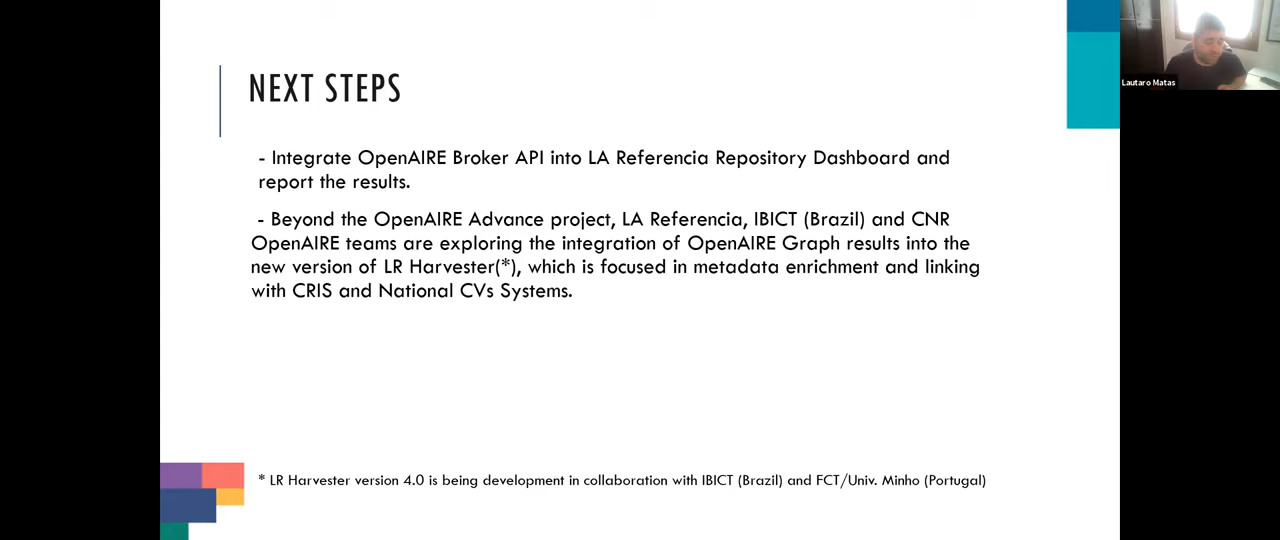 NEXT STEPS
- Integrate OpenAIRE Broker API into LA Referencia Repository Dashboard and
report the results.
- Beyond the OpenAIRE Advance project, LA Referencia, IBICT (Brazil) and CNR
OpenAIRE teams are exploring the integration of OpenAIRE Graph results into the
new version of LR Harvester(*), which is focused in metadata enrichment and linking
with CRIS and National CVs Systems.
* LR Harvester version 4.0 is being development in collaboration with IBICT (Brazil) and FCT/Univ. Minho (Portugal)
Lautaro Matas